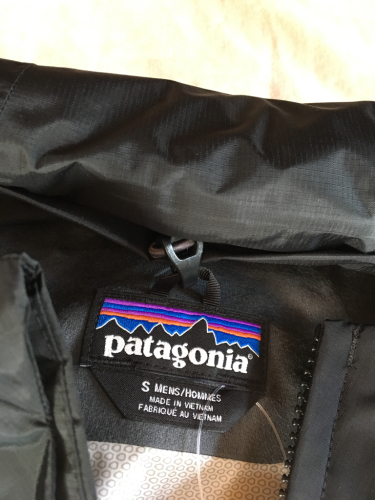 patagonia
S MENS/HOMMES
MADE IN VIETNAM
FABRIQUÉ AU VIETNAM